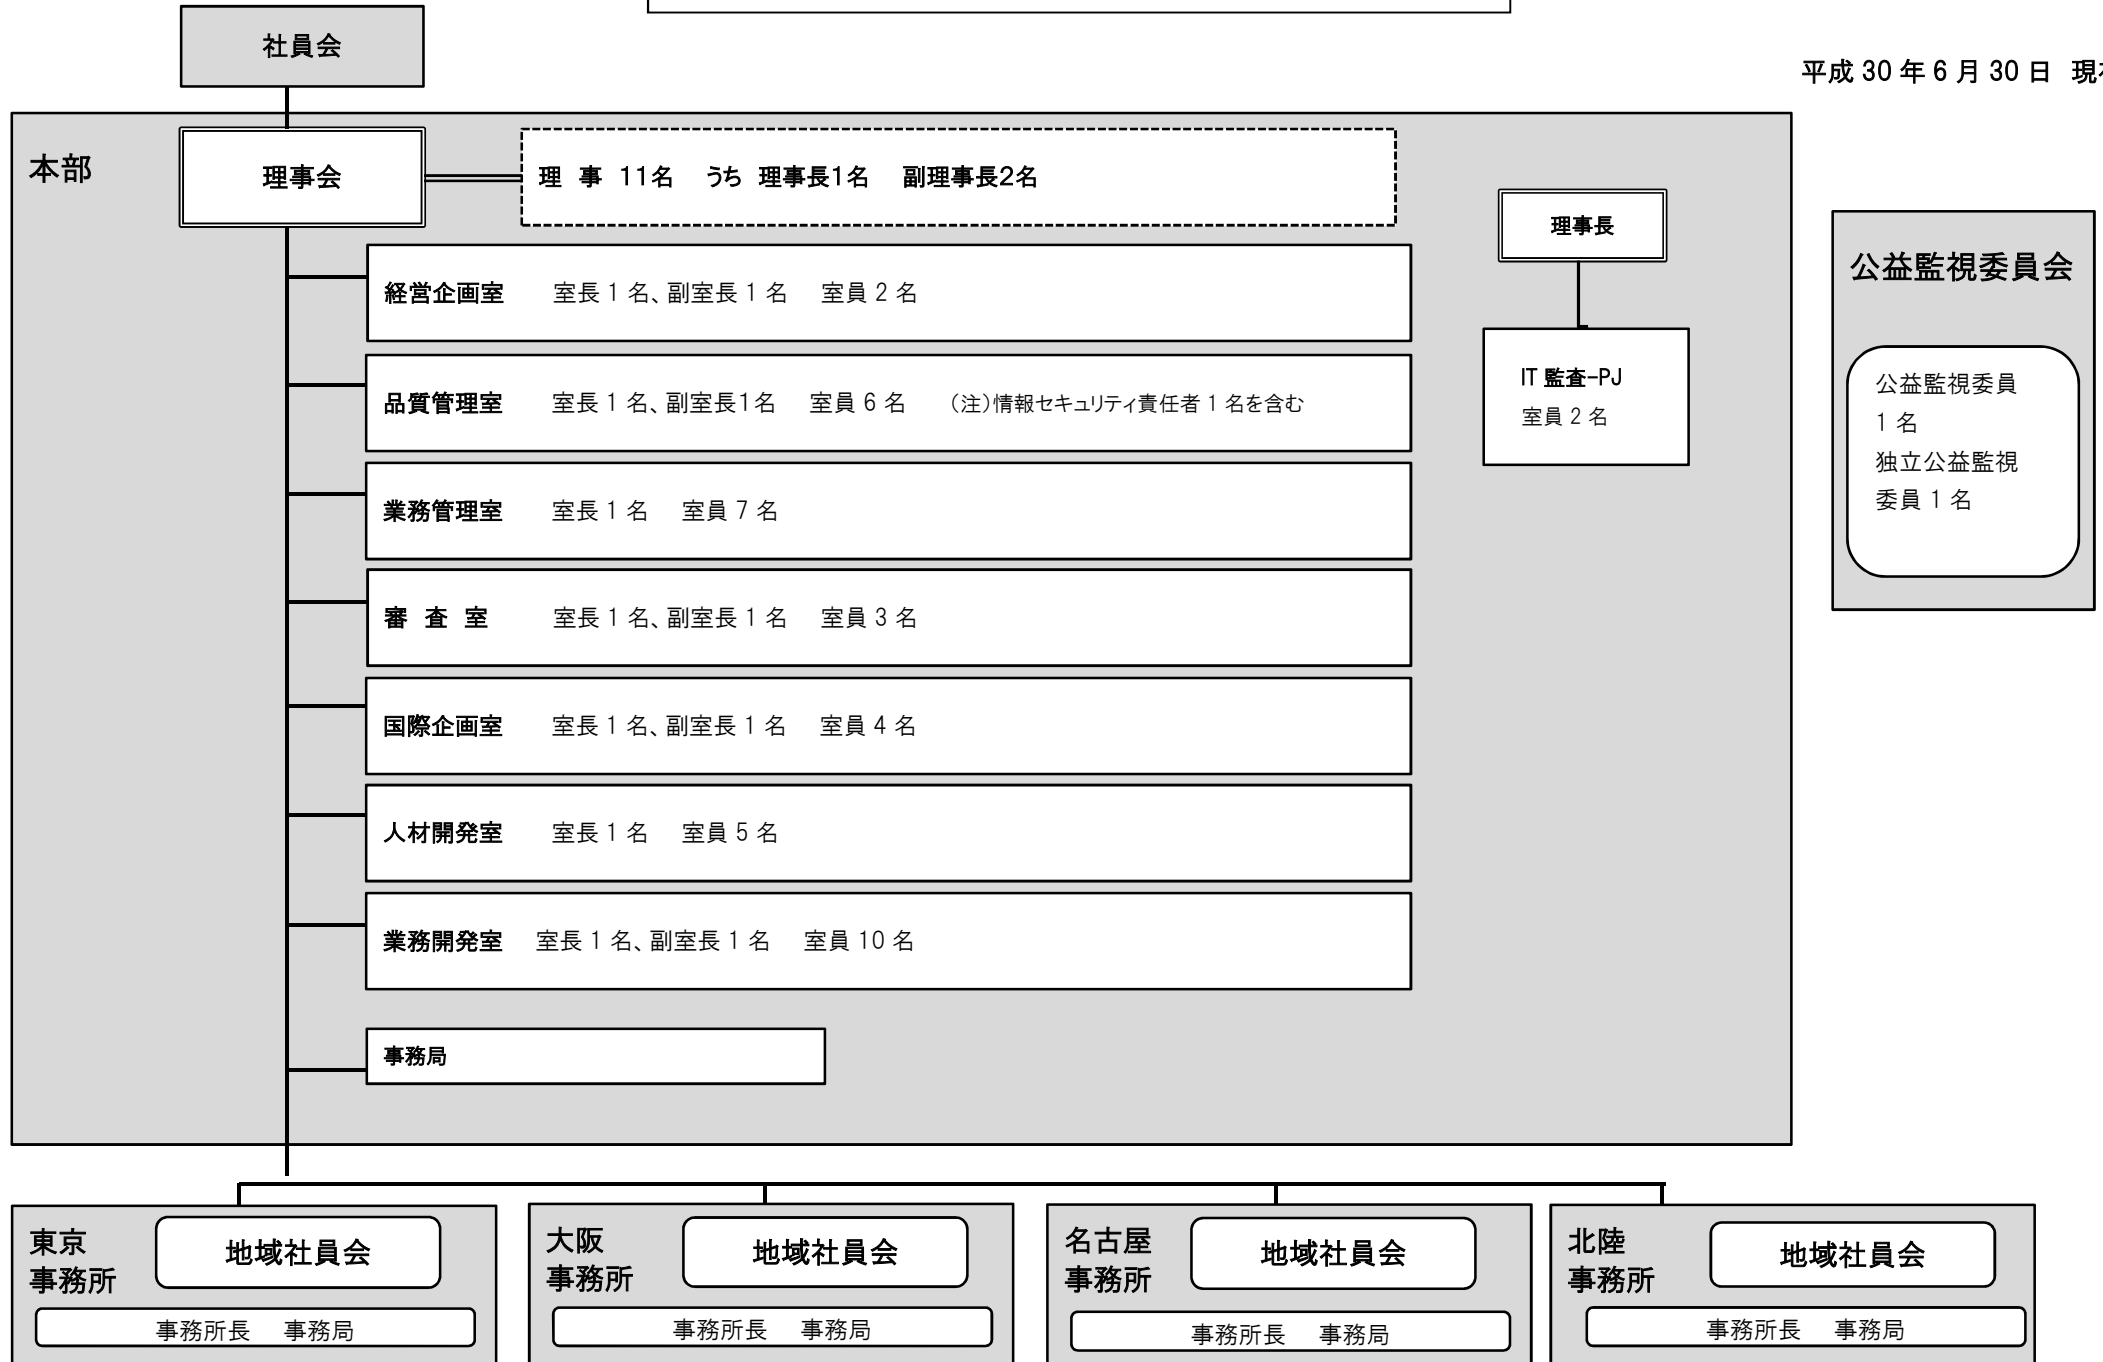 社員会
平成 30 年 6 月 30 日 現
本部
理事会
理 事 11名 うち 理事長1名 副理事長2名
理事長
公益監視委員会
経営企画室 室長 1 名、副室長 1 名 室員 2 名
IT 監査-PJ
室員 2 名
公益監視委員
1 名
独立公益監視
委員 1 名
品質管理室 室長 1 名、副室長1名 室員 6 名 (注)情報セキュリティ責任者 1 名を含む
業務管理室 室長 1 名 室員 7 名
審 査 室 室長 1 名、副室長 1 名 室員 3 名
国際企画室 室長 1 名、副室長 1 名 室員 4 名
人材開発室 室長 1 名 室員 5 名
業務開発室 室長 1 名、副室長 1 名 室員 10 名
事務局
東京
事務所
地域社員会
事務所長 事務局
大阪
事務所
地域社員会
事務所長 事務局
名古屋
事務所
地域社員会
事務所長 事務局
北陸
事務所
地域社員会
事務所長 事務局